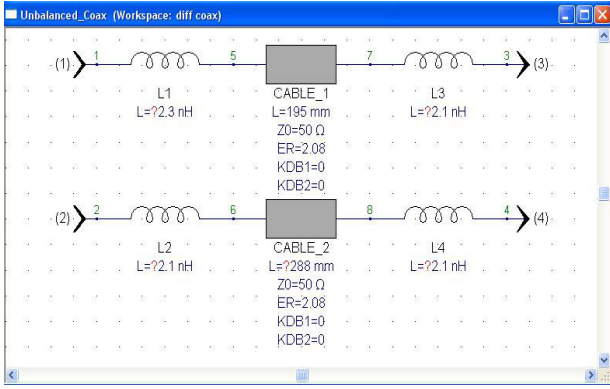 Unbalanced_Coax (Workspace: diff coax)
(1) 1 5 7 3 (3)
L1 CABLE_1 L3
L=?2.3 nH L=195 mm L=?2.1 nH
Z0=50 Ω
ER=2.08
KDB1=0
KDB2=0
(2) 2 6 8 4 (4)
L2 CABLE_2 L4
L=?2.1 nH L=?288 mm L=?2.1 nH
Z0=50 Ω
ER=2.08
KDB1=0
KDB2=0